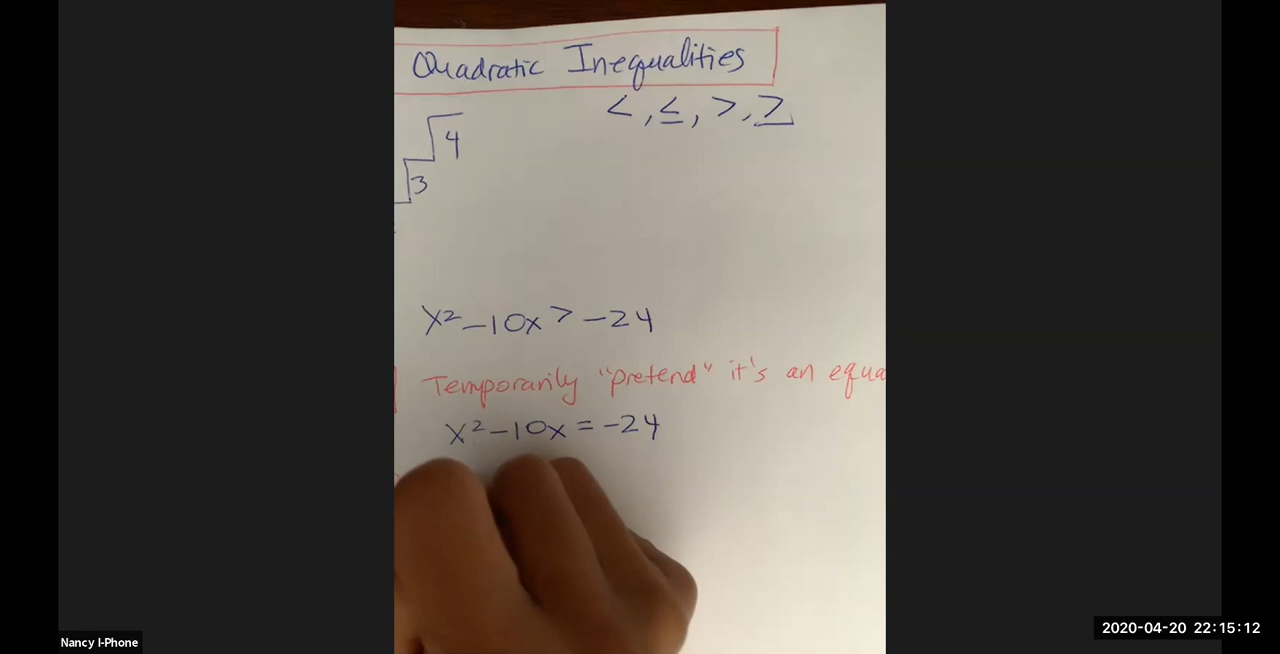 Quadratic Inequalities
<, ≤, >, ≥
√4
3
x² -10x > -24
Temporarily "pretend" it's an equa
x² -10x = -24
Nancy I-Phone
2020-04-20 22:15:12